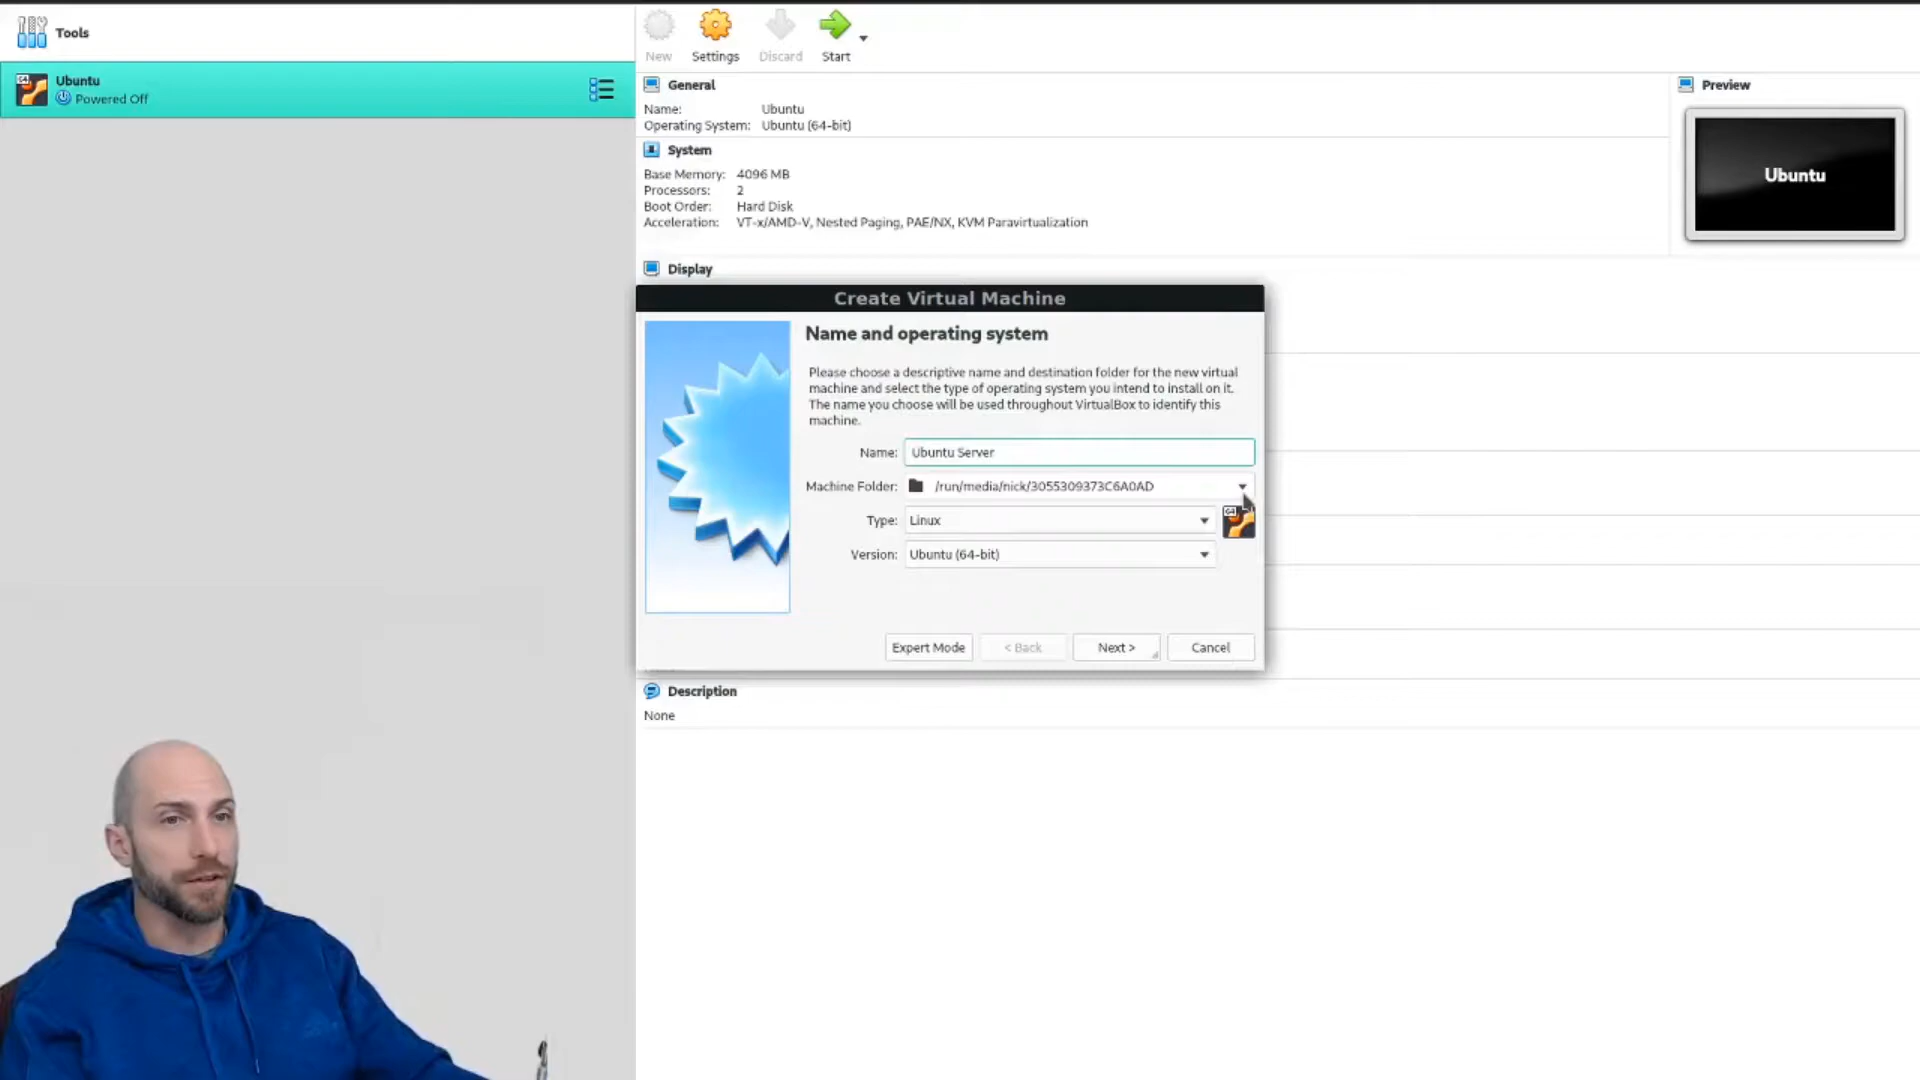 Tools
Ubuntu
Powered Off
New
Settings
Discard
Start
General
Name: Ubuntu
Operating System: Ubuntu (64-bit)
System
Base Memory: 4096 MB
Processors: 2
Boot Order: Hard Disk
Acceleration: VT-x/AMD-V, Nested Paging, PAE/NX, KVM Paravirtualization
Display
Preview
Ubuntu
Create Virtual Machine
Name and operating system
Please choose a descriptive name and destination folder for the new virtual
machine and select the type of operating system you intend to install on it.
The name you choose will be used throughout VirtualBox to identify this
machine.
Name: Ubuntu Server
Machine Folder: /run/media/nick/3055309373C6A0AD
Type: Linux
64
Version: Ubuntu (64-bit)
Expert Mode
< Back
Next >
Cancel
Description
None